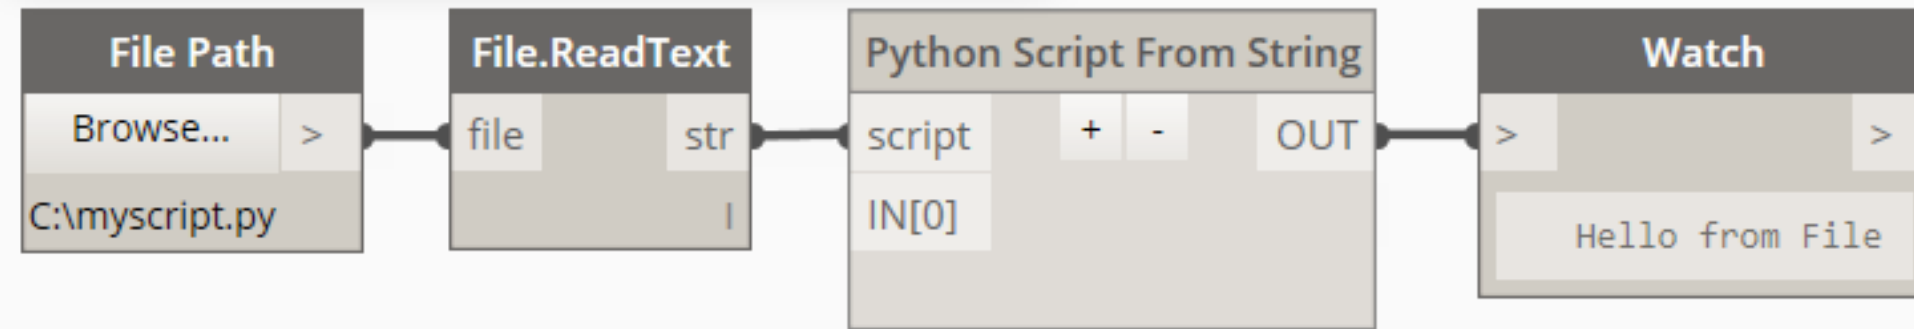 File Path
Browse...
>
C:\myscript.py
File.ReadText
file
str
l
Python Script From String
script
+
-
OUT
IN[0]
Watch
>
>
Hello from File